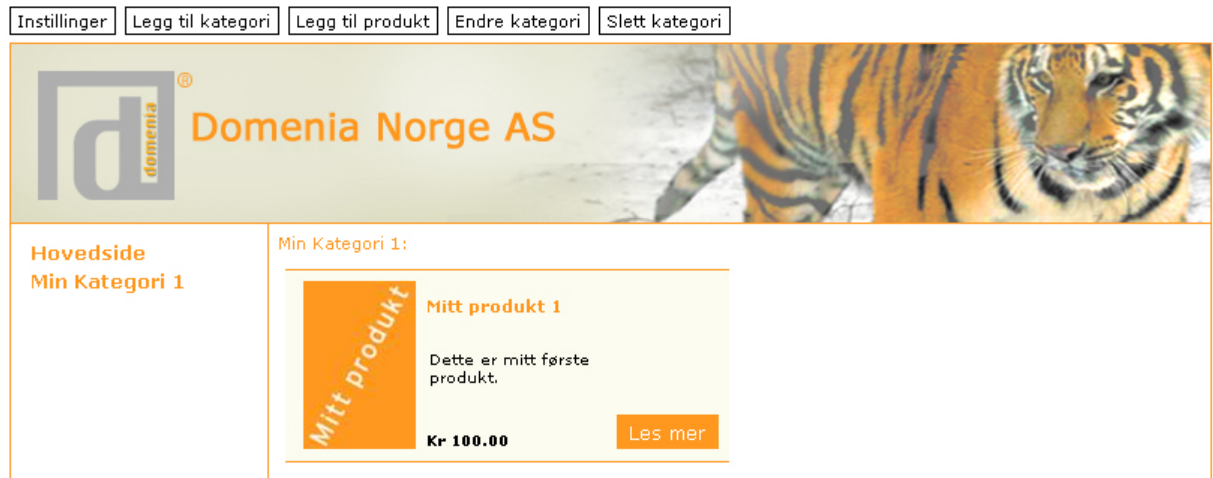 Instillinger Legg til kategori Legg til produkt Endre kategori Slett kategori
domenia ®
Domenia Norge AS
Hovedside
Min Kategori 1
Min Kategori 1:
Mitt produkt
Mitt produkt 1
Dette er mitt første
produkt.
Kr 100.00
Les mer